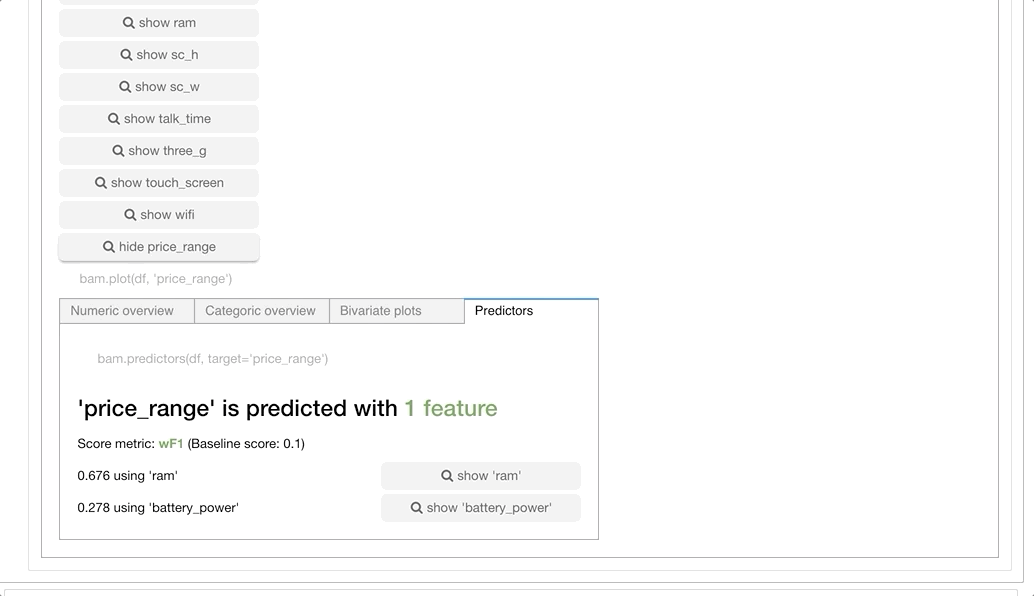 show ram
show sc_h
show sc_w
show talk_time
show three_g
show touch_screen
show wifi
hide price_range
bam.plot(df, 'price_range')
Numeric overview Categoric overview Bivariate plots Predictors
bam.predictors(df, target='price_range')
'price_range' is predicted with 1 feature
Score metric: wF1 (Baseline score: 0.1)
0.676 using 'ram' show 'ram'
0.278 using 'battery_power' show 'battery_power'